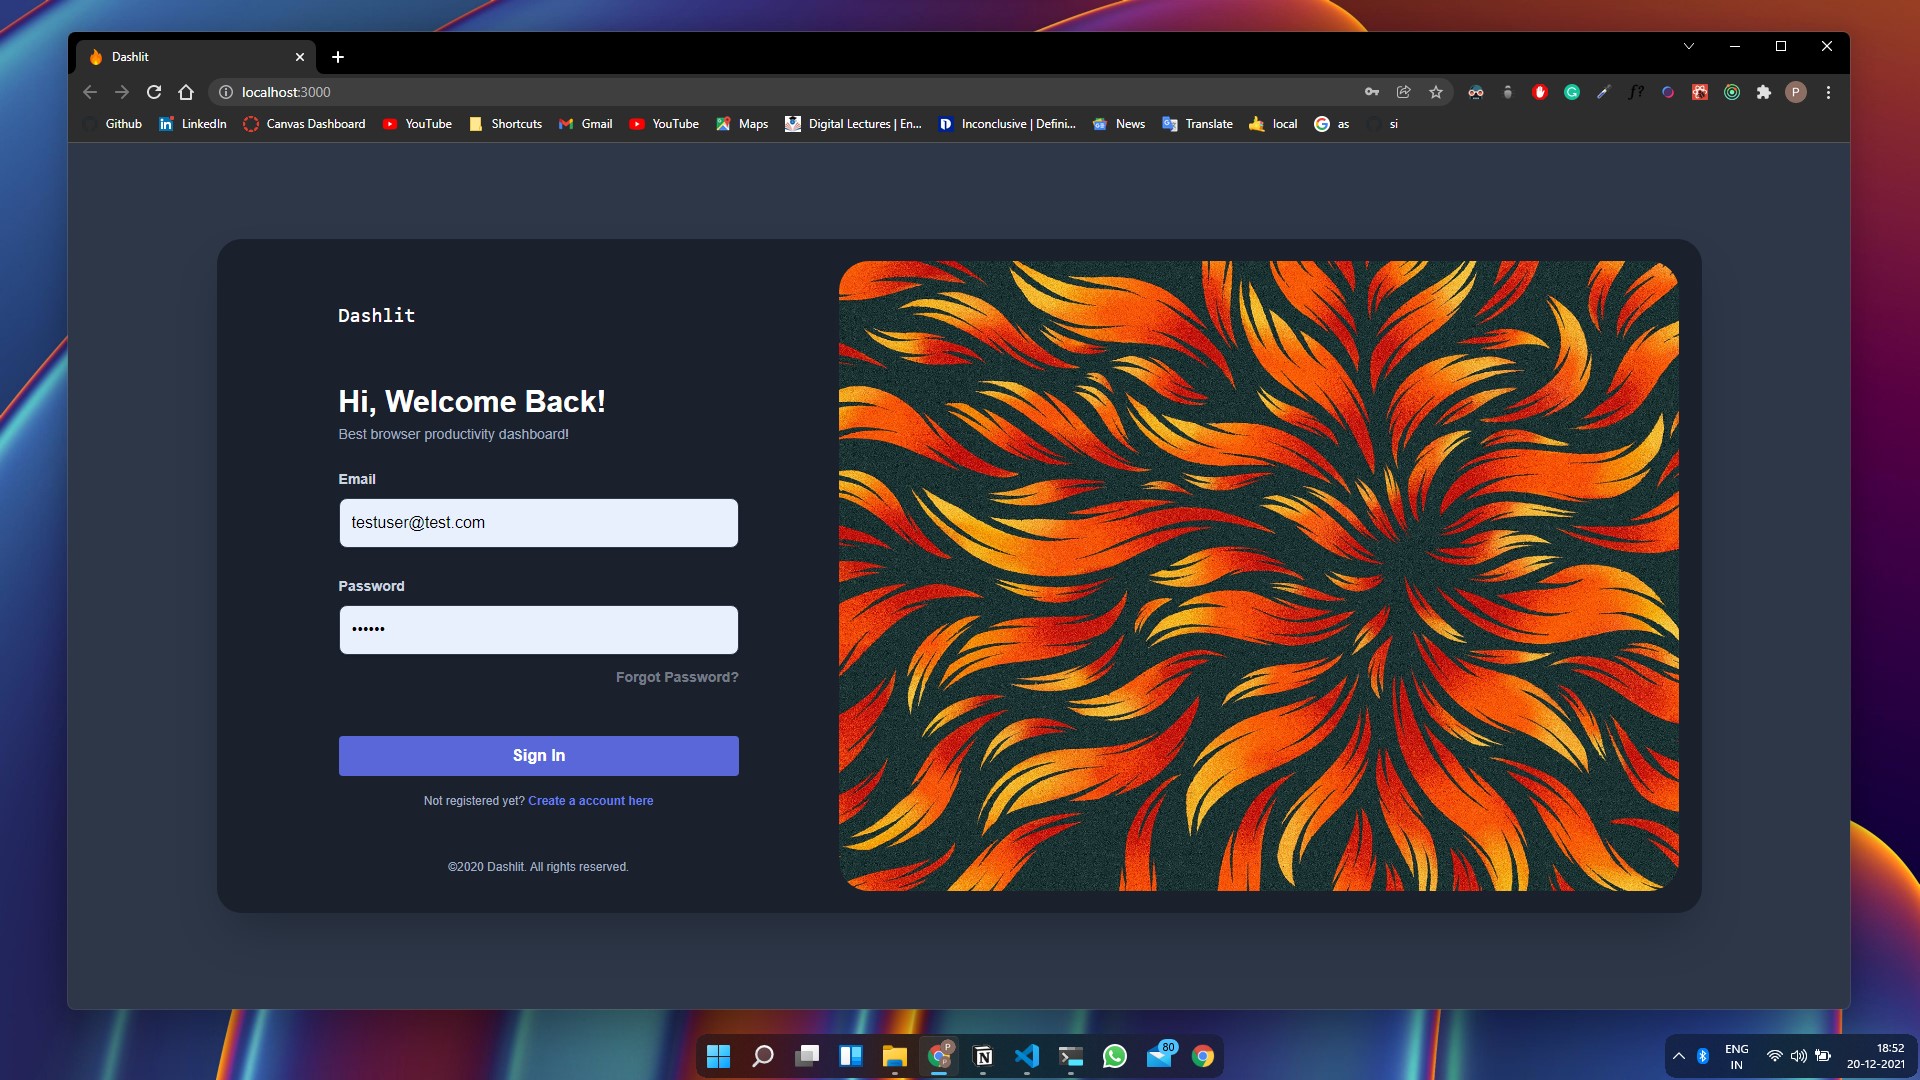 Dashlit
localhost:3000
P
Github
LinkedIn
Canvas Dashboard
YouTube
Shortcuts
Gmail
YouTube
Maps
Digital Lectures | En...
Inconclusive | Defini...
News
Translate
local
as
si
Dashlit
Hi, Welcome Back!
Best browser productivity dashboard!
Email
testuser@test.com
Password
••••••
Forgot Password?
Sign In
Not registered yet? Create a account here
©2020 Dashlit. All rights reserved.
80
ENG
IN
18:52
20-12-2021